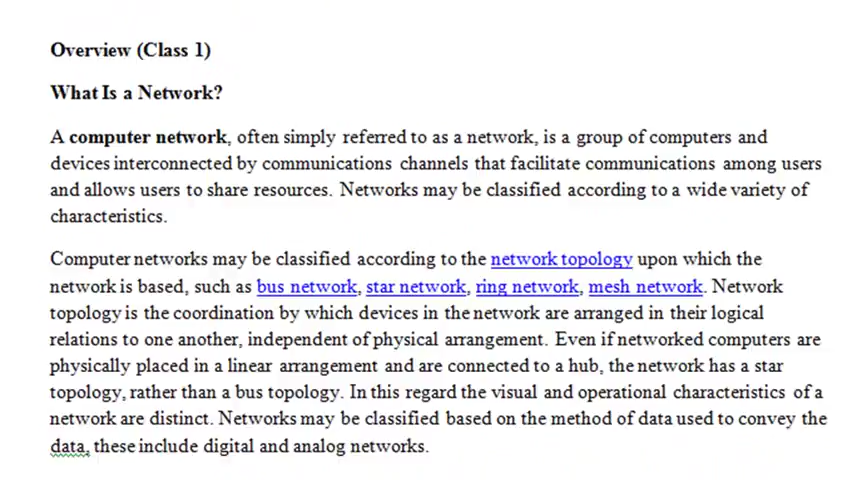 Overview (Class 1)
What Is a Network?
A computer network, often simply referred to as a network, is a group of computers and
devices interconnected by communications channels that facilitate communications among users
and allows users to share resources. Networks may be classified according to a wide variety of
characteristics.
Computer networks may be classified according to the network topology upon which the
network is based, such as bus network, star network, ring network, mesh network. Network
topology is the coordination by which devices in the network are arranged in their logical
relations to one another, independent of physical arrangement. Even if networked computers are
physically placed in a linear arrangement and are connected to a hub, the network has a star
topology, rather than a bus topology. In this regard the visual and operational characteristics of a
network are distinct. Networks may be classified based on the method of data used to convey the
data, these include digital and analog networks.